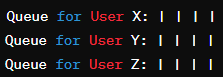 Queue for User X: | | | |
Queue for User Y: | | | |
Queue for User Z: | | | |